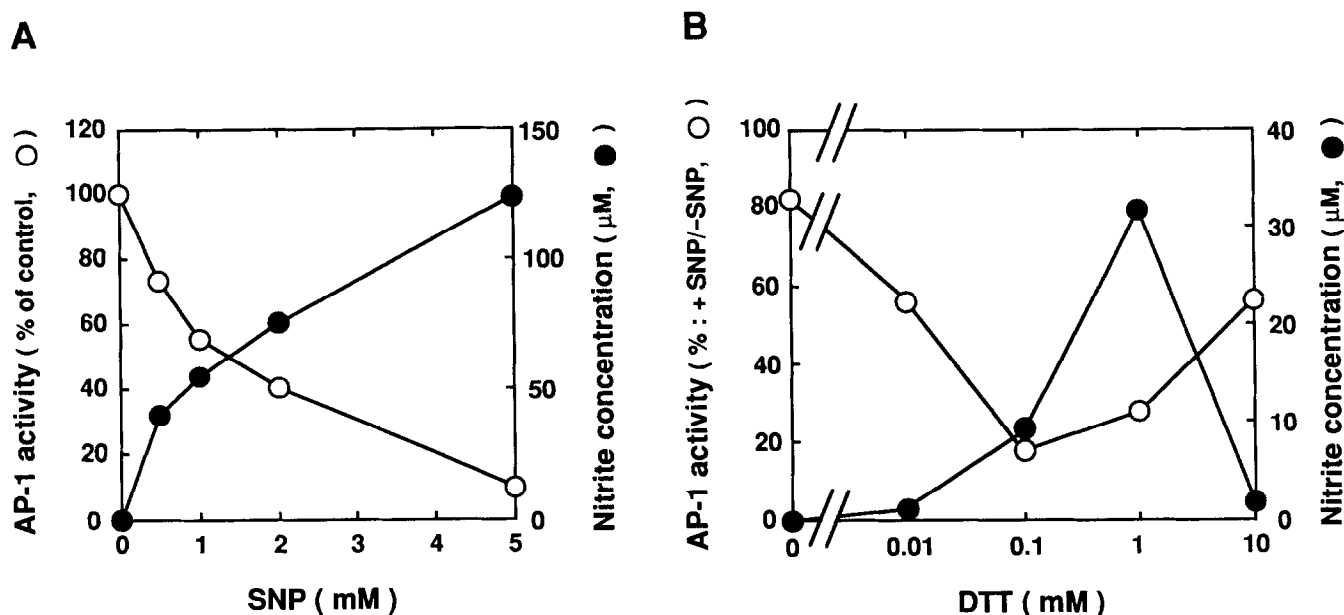 A
AP-1 activity ( % of control, ○ )
120
100
80
60
40
20
0
0 1 2 3 4 5
SNP ( mM )
150
100
50
0
Nitrite concentration ( μM, ● )
B
AP-1 activity ( % : + SNP/−SNP, ○ )
100
80
60
40
20
0
0 0.01 0.1 1 10
DTT ( mM )
40
30
20
10
0
Nitrite concentration ( μM, ● )